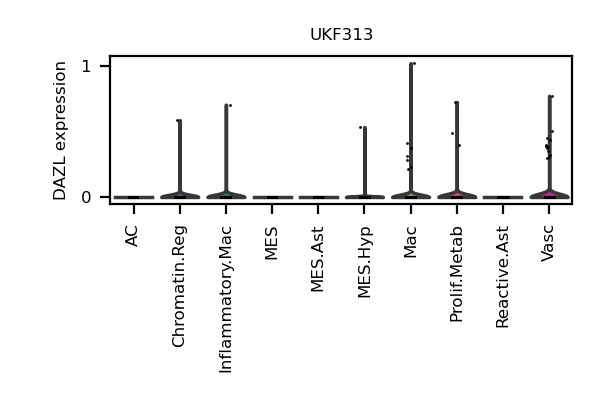 UKF313
DAZL expression
1
0
AC
Chromatin.Reg
Inflammatory.Mac
MES
MES.Ast
MES.Hyp
Mac
Prolif.Metab
Reactive.Ast
Vasc